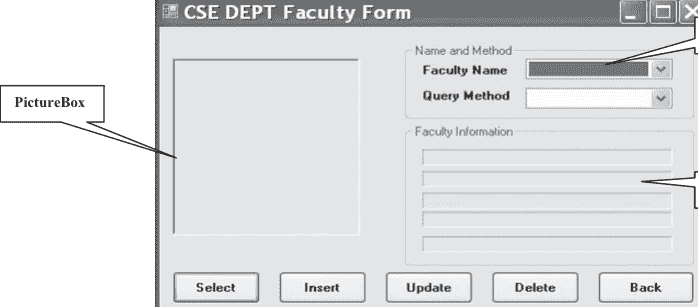 CSE DEPT Faculty Form
Name and Method
Faculty Name
Query Method
PictureBox
Faculty Information
Select
Insert
Update
Delete
Back